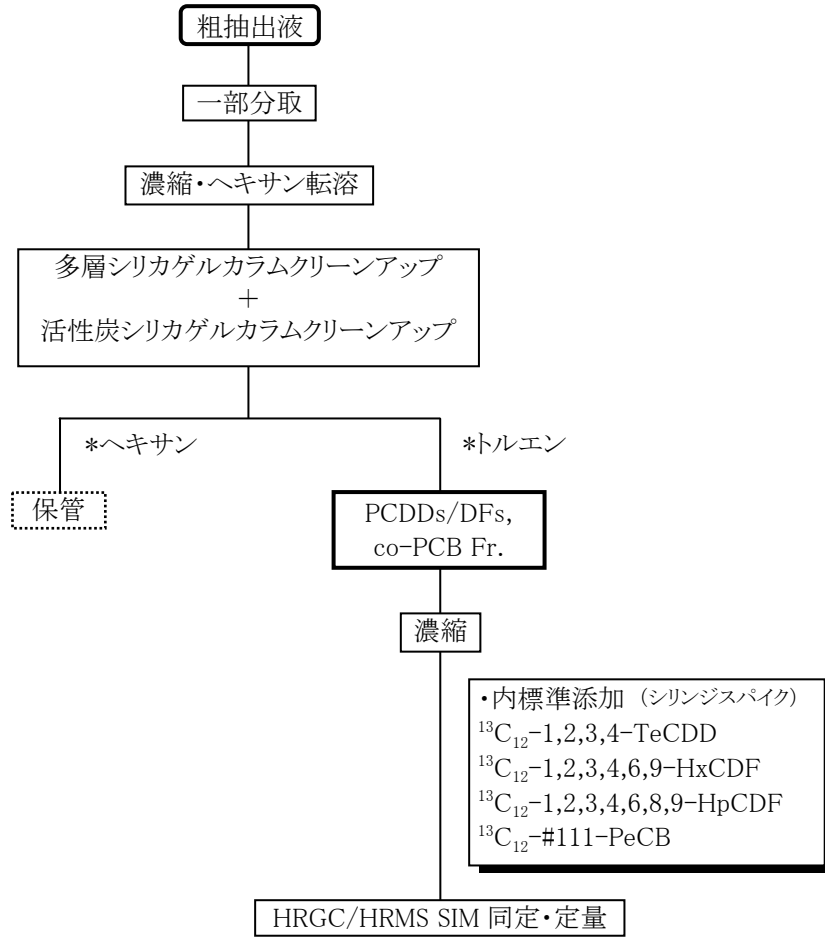 粗抽出液
一部分取
濃縮・ヘキサン転溶
多層シリカゲルカラムクリーンアップ
+
活性炭シリカゲルカラムクリーンアップ
*ヘキサン
*トルエン
保管
PCDDs/DFs,
co-PCB Fr.
濃縮
・内標準添加 (シリンジスパイク)
¹³C₁₂-1,2,3,4-TeCDD
¹³C₁₂-1,2,3,4,6,9-HxCDF
¹³C₁₂-1,2,3,4,6,8,9-HpCDF
¹³C₁₂-#111-PeCB
HRGC/HRMS SIM 同定・定量